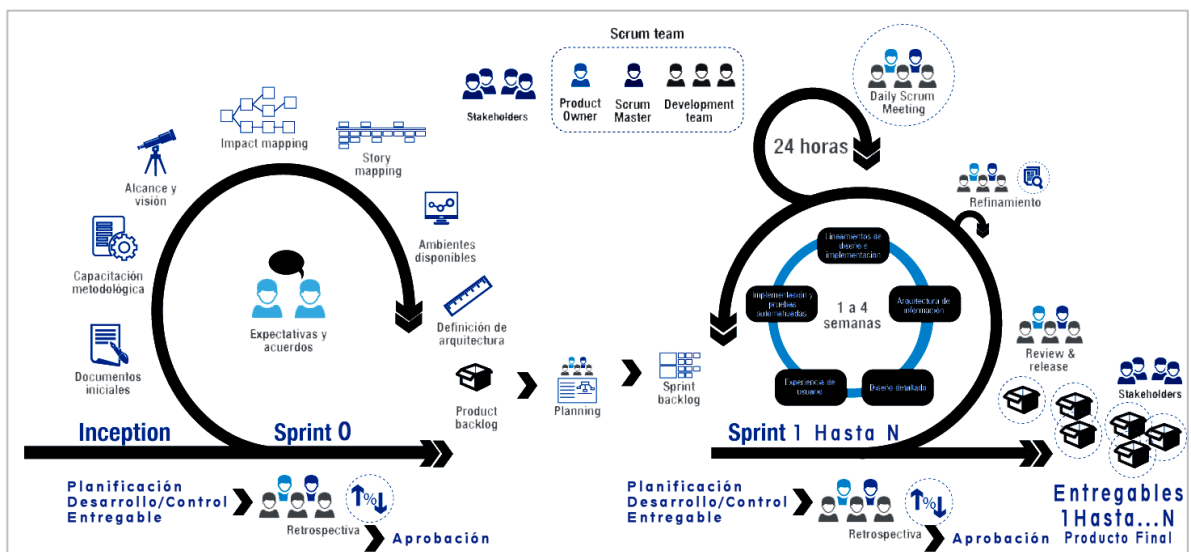 Scrum team
Stakeholders
Product
Owner
Scrum
Master
Development
team
Daily Scrum
Meeting
24 horas
Impact mapping
Story
mapping
Alcance y
visión
Ambientes
disponibles
Capacitación
metodológica
Expectativas y
acuerdos
Definición de
arquitectura
Documentos
iniciales
Product
backlog
Planning
Sprint
backlog
Refinamiento
Lineamientos de
diseño e
implementación
Implementación y
pruebas
automatizadas
1 a 4
semanas
Arquitectura de
información
Experiencia de
usuario
Diseño detallado
Review &
release
Stakeholders
Inception
Sprint 0
Sprint 1 Hasta N
Planificación
Desarrollo/Control
Entregable
Retrospectiva
%
Aprobación
Planificación
Desarrollo/Control
Entregable
Retrospectiva
%
Aprobación
Entregables
1Hasta...N
Producto Final